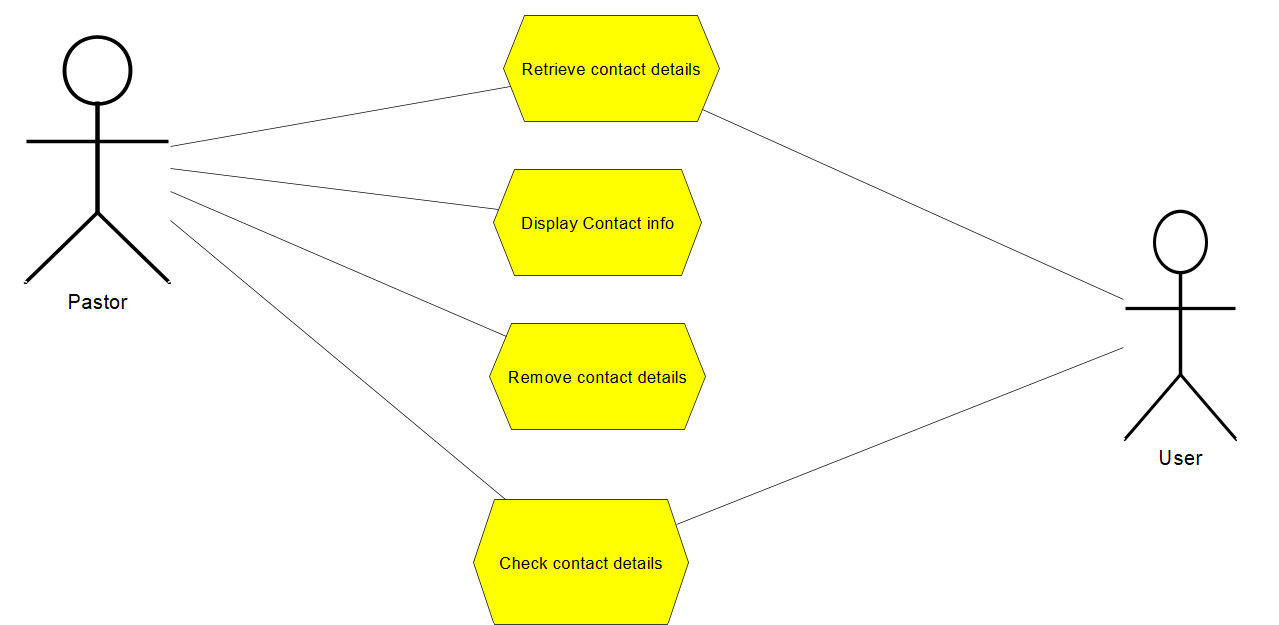 Retrieve contact details
Display Contact info
Pastor
Remove contact details
User
Check contact details